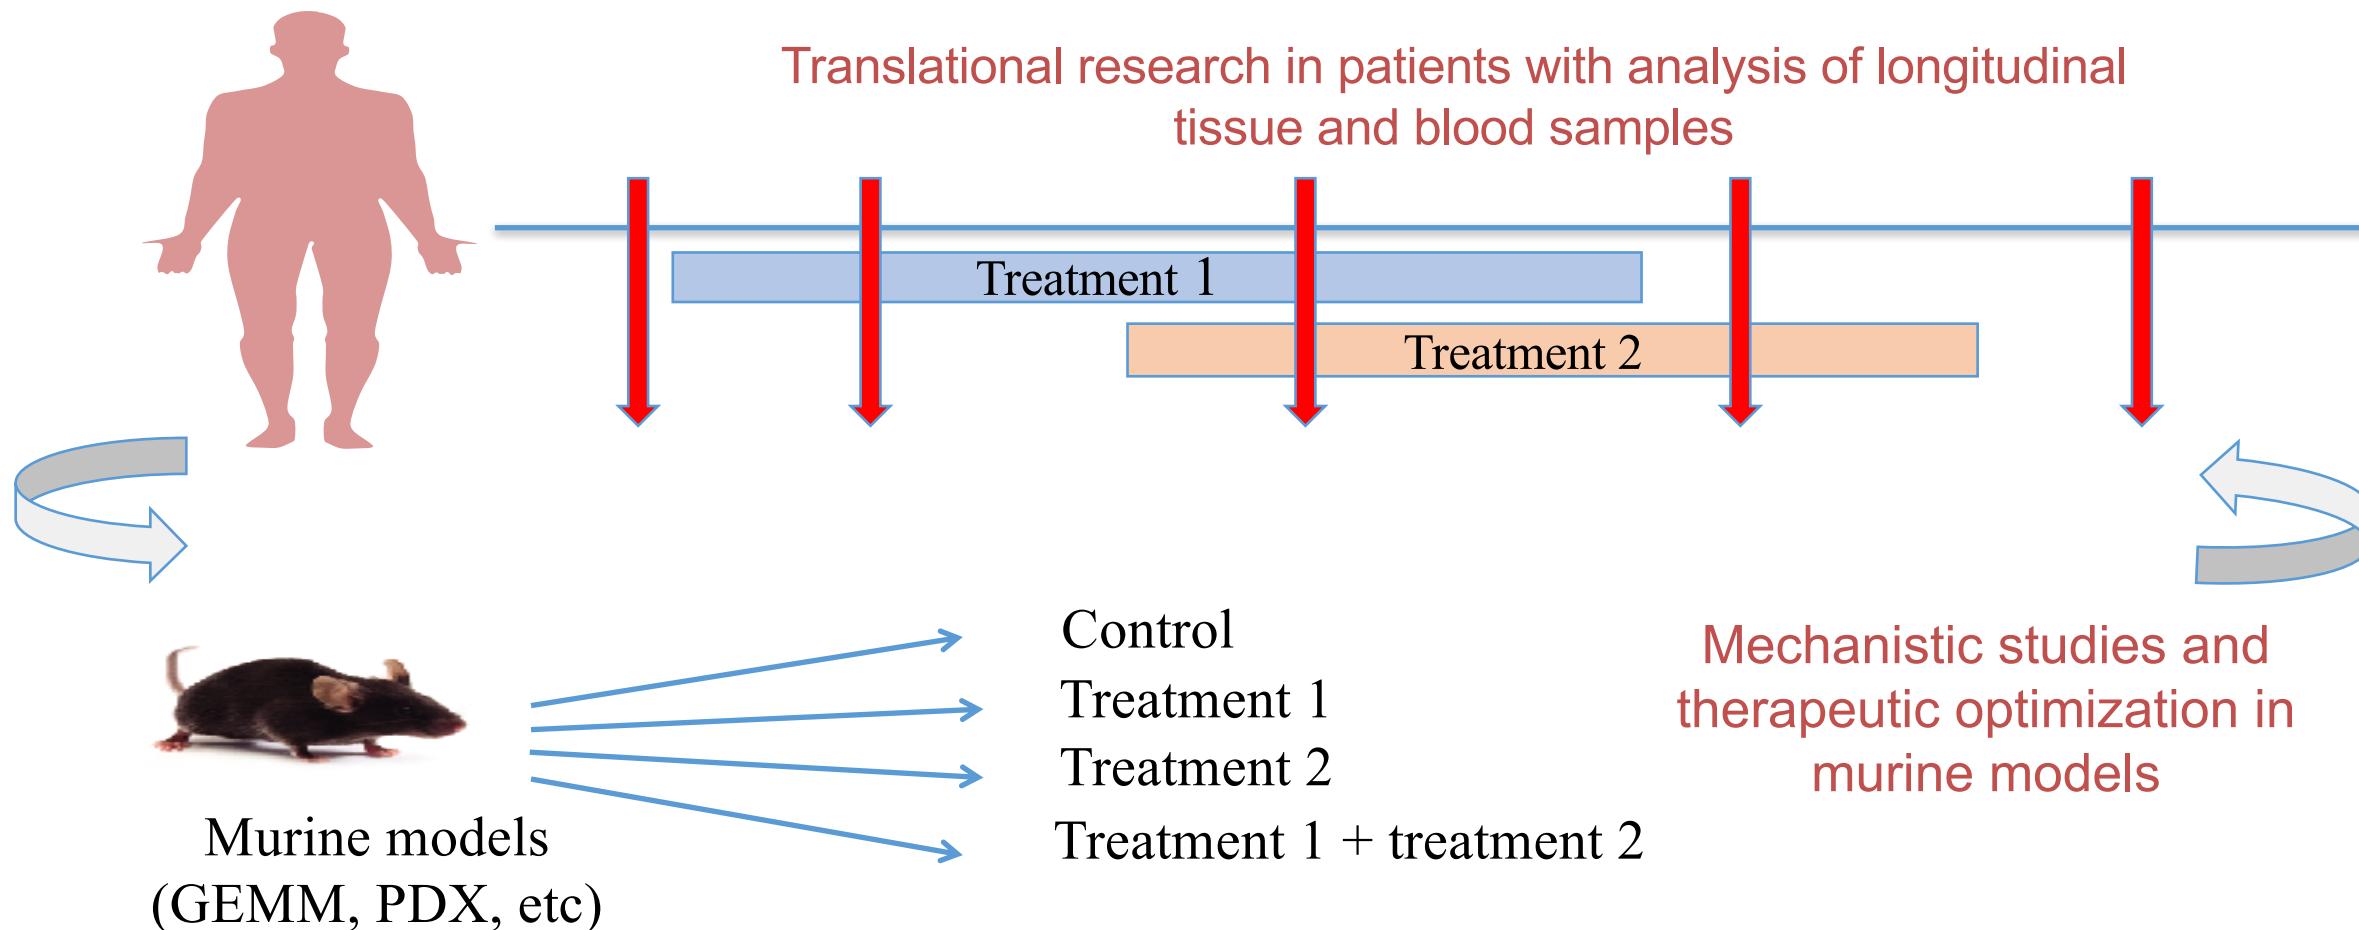 Translational research in patients with analysis of longitudinal
tissue and blood samples
Treatment 1
Treatment 2
Control
Treatment 1
Treatment 2
Treatment 1 + treatment 2
Mechanistic studies and
therapeutic optimization in
murine models
Murine models
(GEMM, PDX, etc)